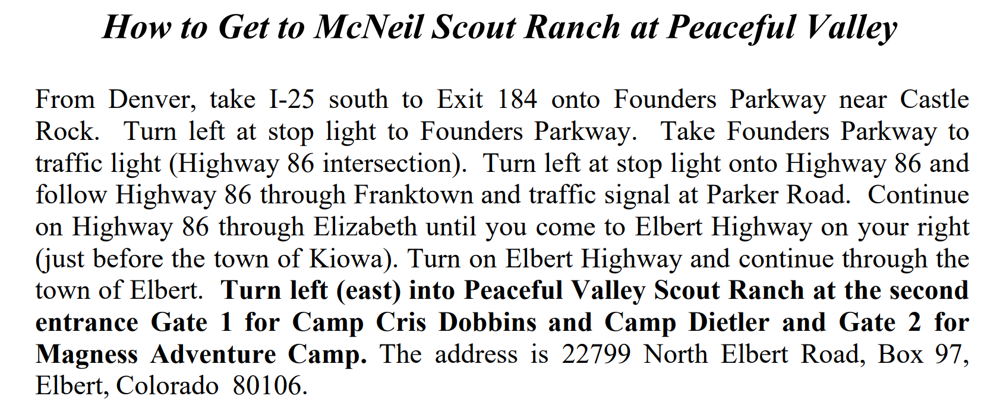 How to Get to McNeil Scout Ranch at Peaceful Valley
From Denver, take I-25 south to Exit 184 onto Founders Parkway near Castle
Rock.  Turn left at stop light to Founders Parkway.  Take Founders Parkway to
traffic light (Highway 86 intersection).  Turn left at stop light onto Highway 86 and
follow Highway 86 through Franktown and traffic signal at Parker Road.  Continue
on Highway 86 through Elizabeth until you come to Elbert Highway on your right
(just before the town of Kiowa). Turn on Elbert Highway and continue through the
town of Elbert.  Turn left (east) into Peaceful Valley Scout Ranch at the second
entrance Gate 1 for Camp Cris Dobbins and Camp Dietler and Gate 2 for
Magness Adventure Camp. The address is 22799 North Elbert Road, Box 97,
Elbert, Colorado  80106.